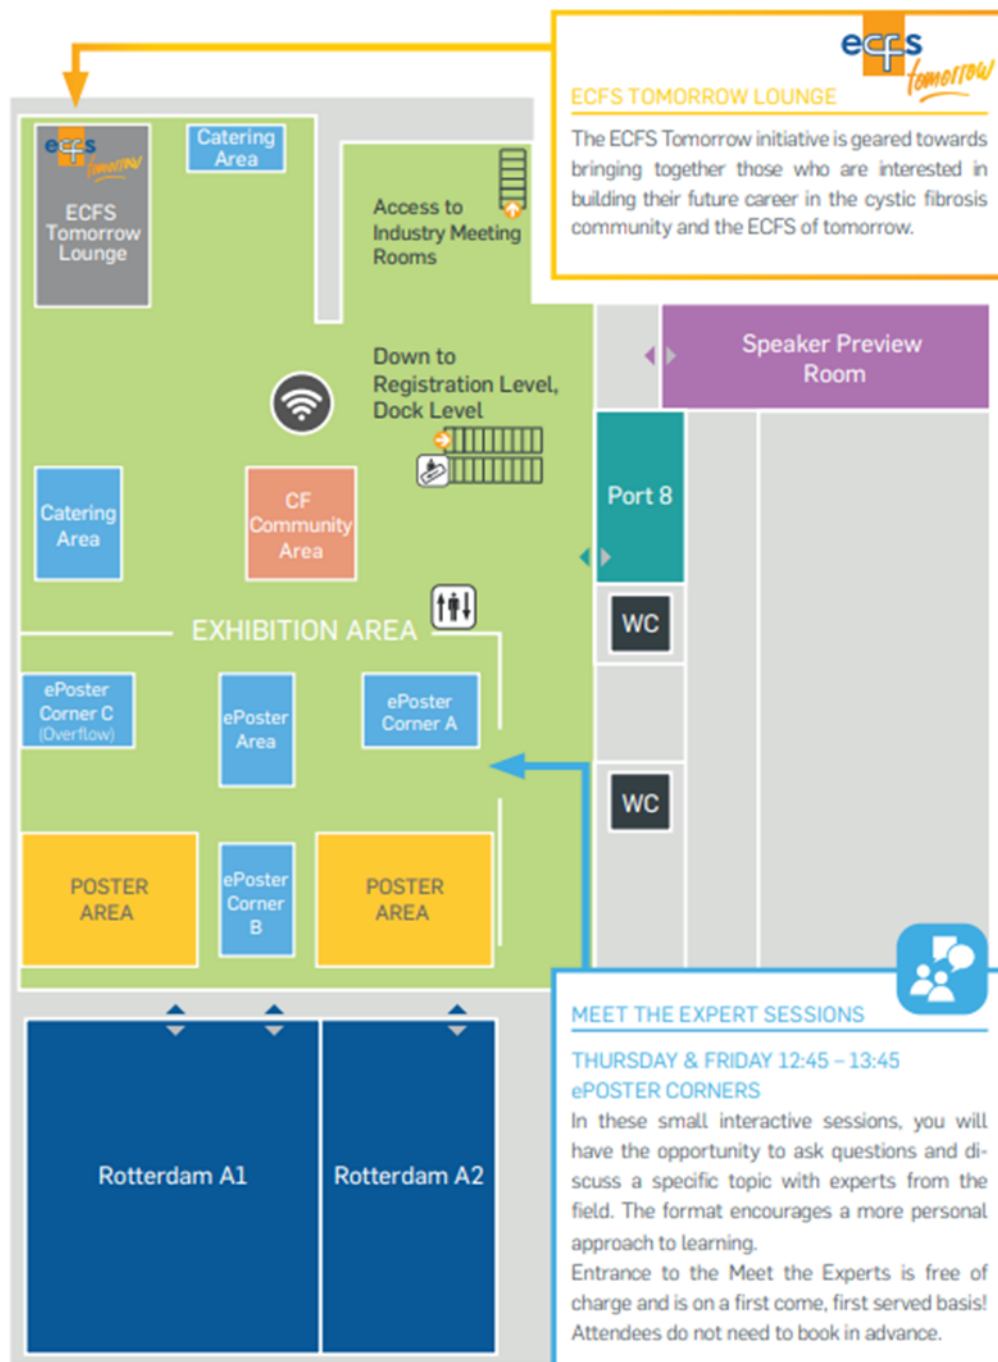 ecfs
tomorrow
ECFS TOMORROW LOUNGE
The ECFS Tomorrow initiative is geared towards
bringing together those who are interested in
building their future career in the cystic fibrosis
community and the ECFS of tomorrow.
ecfs
tomorrow
ECFS
Tomorrow
Lounge
Catering
Area
Access to
Industry Meeting
Rooms
Speaker Preview
Room
Down to
Registration Level,
Dock Level
Catering
Area
CF
Community
Area
Port 8
WC
EXHIBITION AREA
ePoster
Corner C
(Overflow)
ePoster
Area
ePoster
Corner A
WC
POSTER
AREA
ePoster
Corner
B
POSTER
AREA
Rotterdam A1
Rotterdam A2
MEET THE EXPERT SESSIONS
THURSDAY & FRIDAY 12:45 – 13:45
ePOSTER CORNERS
In these small interactive sessions, you will
have the opportunity to ask questions and di-
scuss a specific topic with experts from the
field. The format encourages a more personal
approach to learning.
Entrance to the Meet the Experts is free of
charge and is on a first come, first served basis!
Attendees do not need to book in advance.